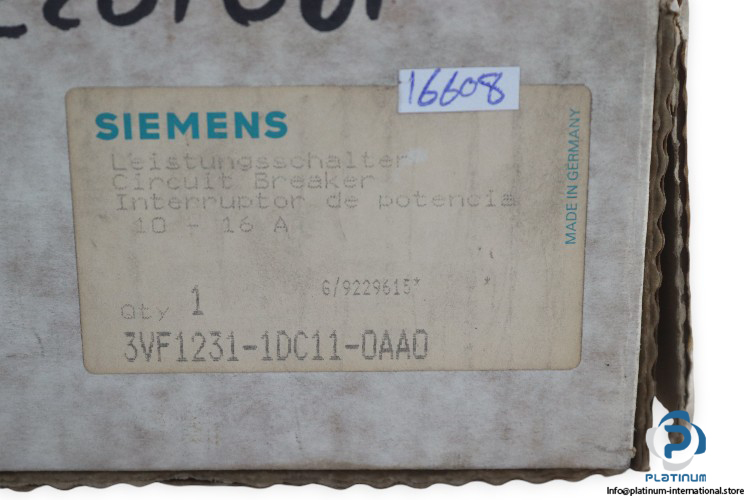 16608
SIEMENS
Leistungsschalter
Circuit Breaker
Interruptor de potencia
10 - 16 A
MADE IN GERMANY
G/9229615* *
Qty 1
3VF1231-1DC11-0AA0
PLATINUM
Info@platinum-international.store